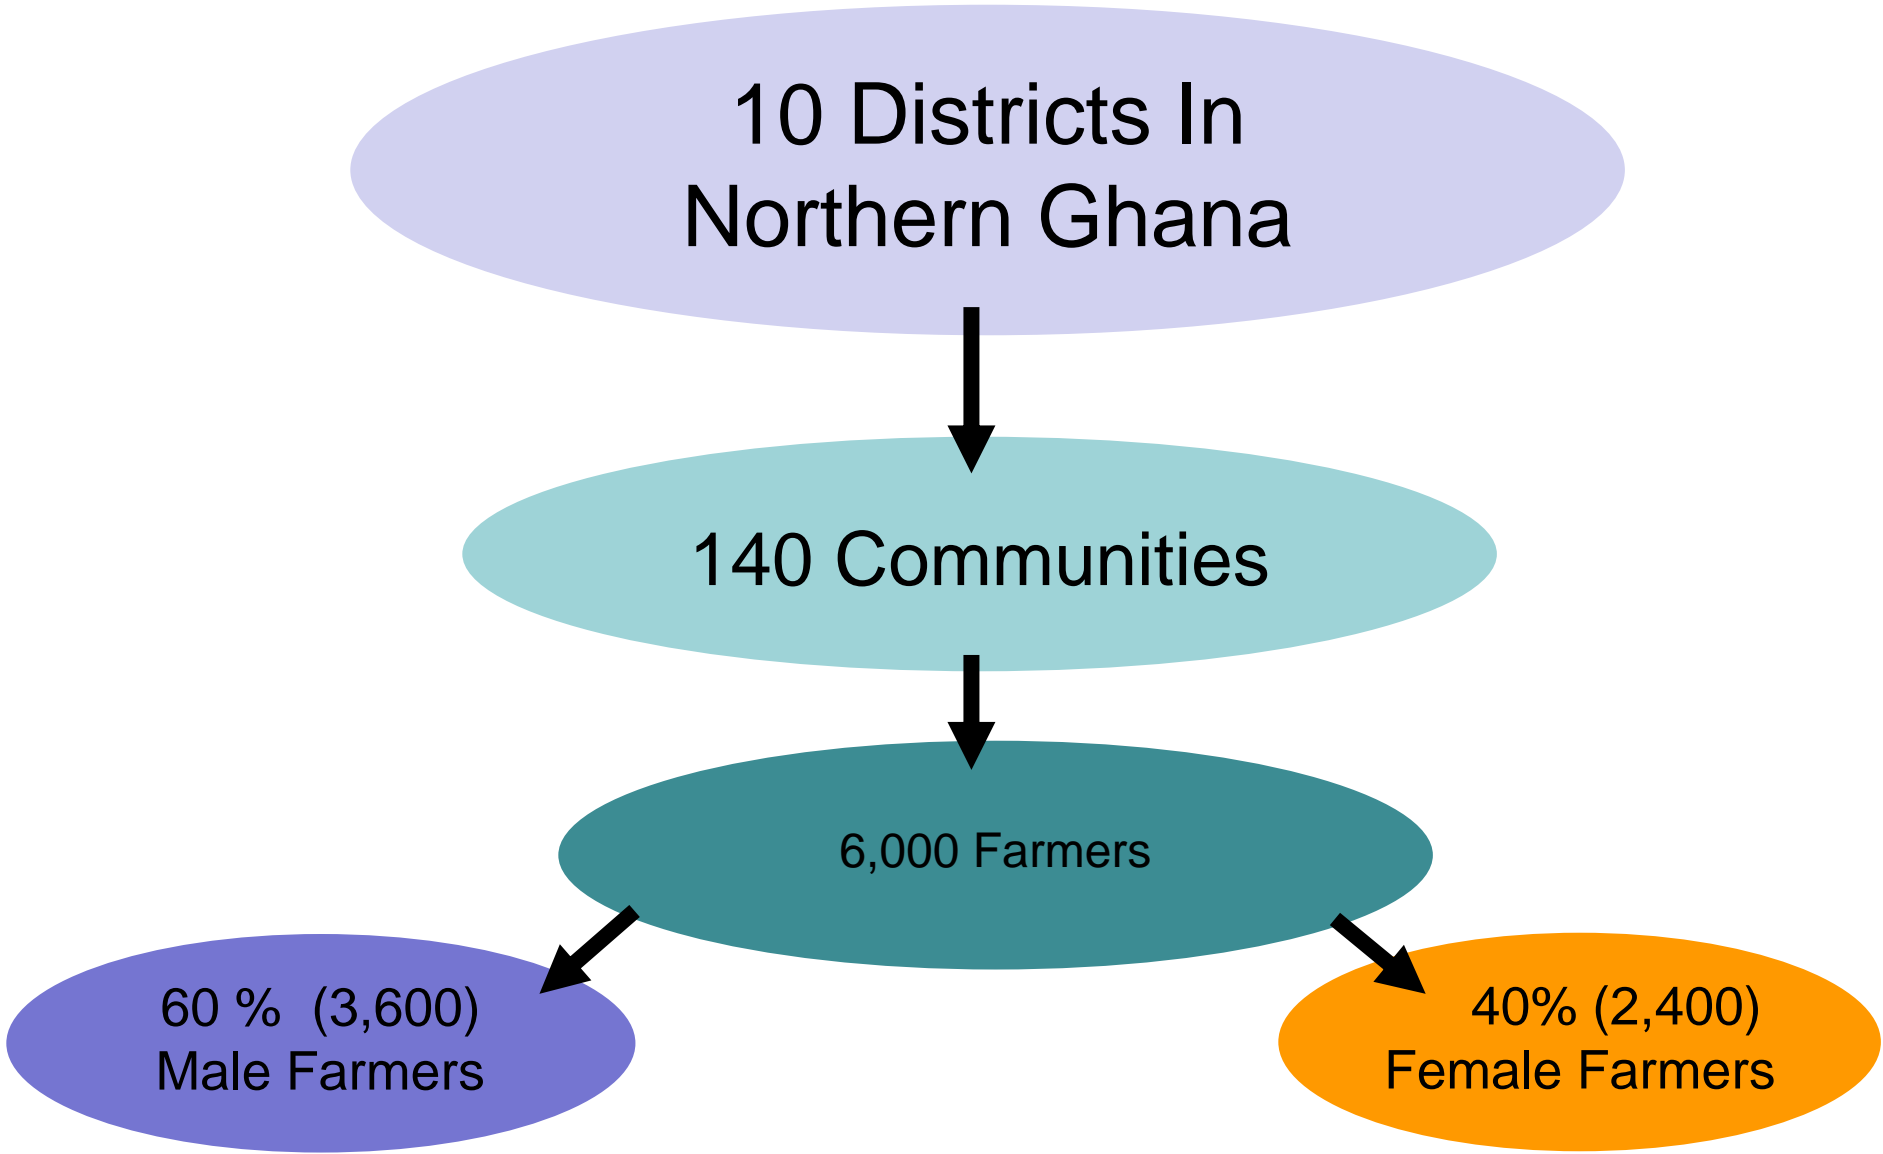 10 Districts In
Northern Ghana
140 Communities
6,000 Farmers
60 %  (3,600)
Male Farmers
40% (2,400)
Female Farmers